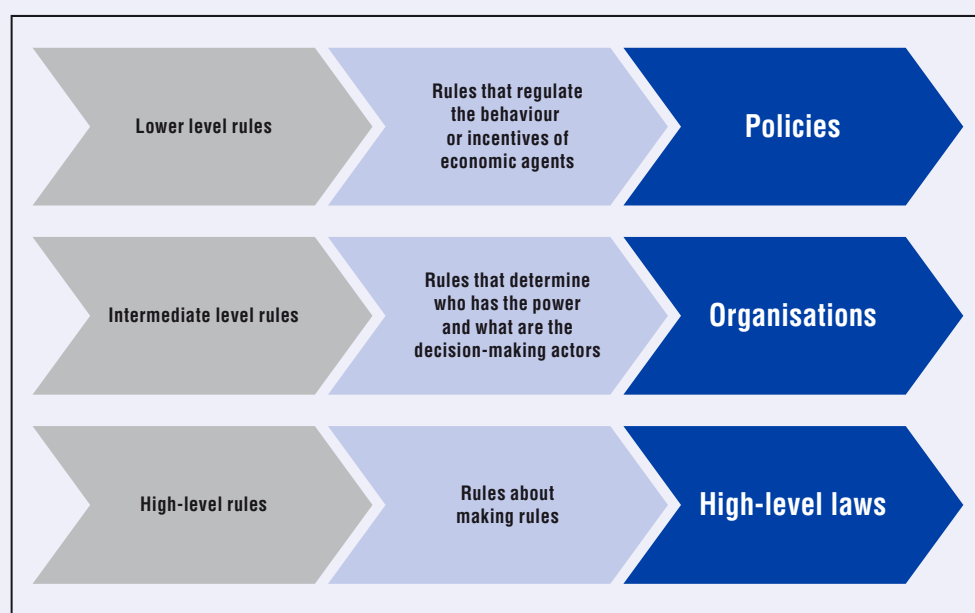 Lower level rules
Rules that regulate
the behaviour
or incentives of
economic agents
Policies
Intermediate level rules
Rules that determine
who has the power
and what are the
decision-making actors
Organisations
High-level rules
Rules about
making rules
High-level laws